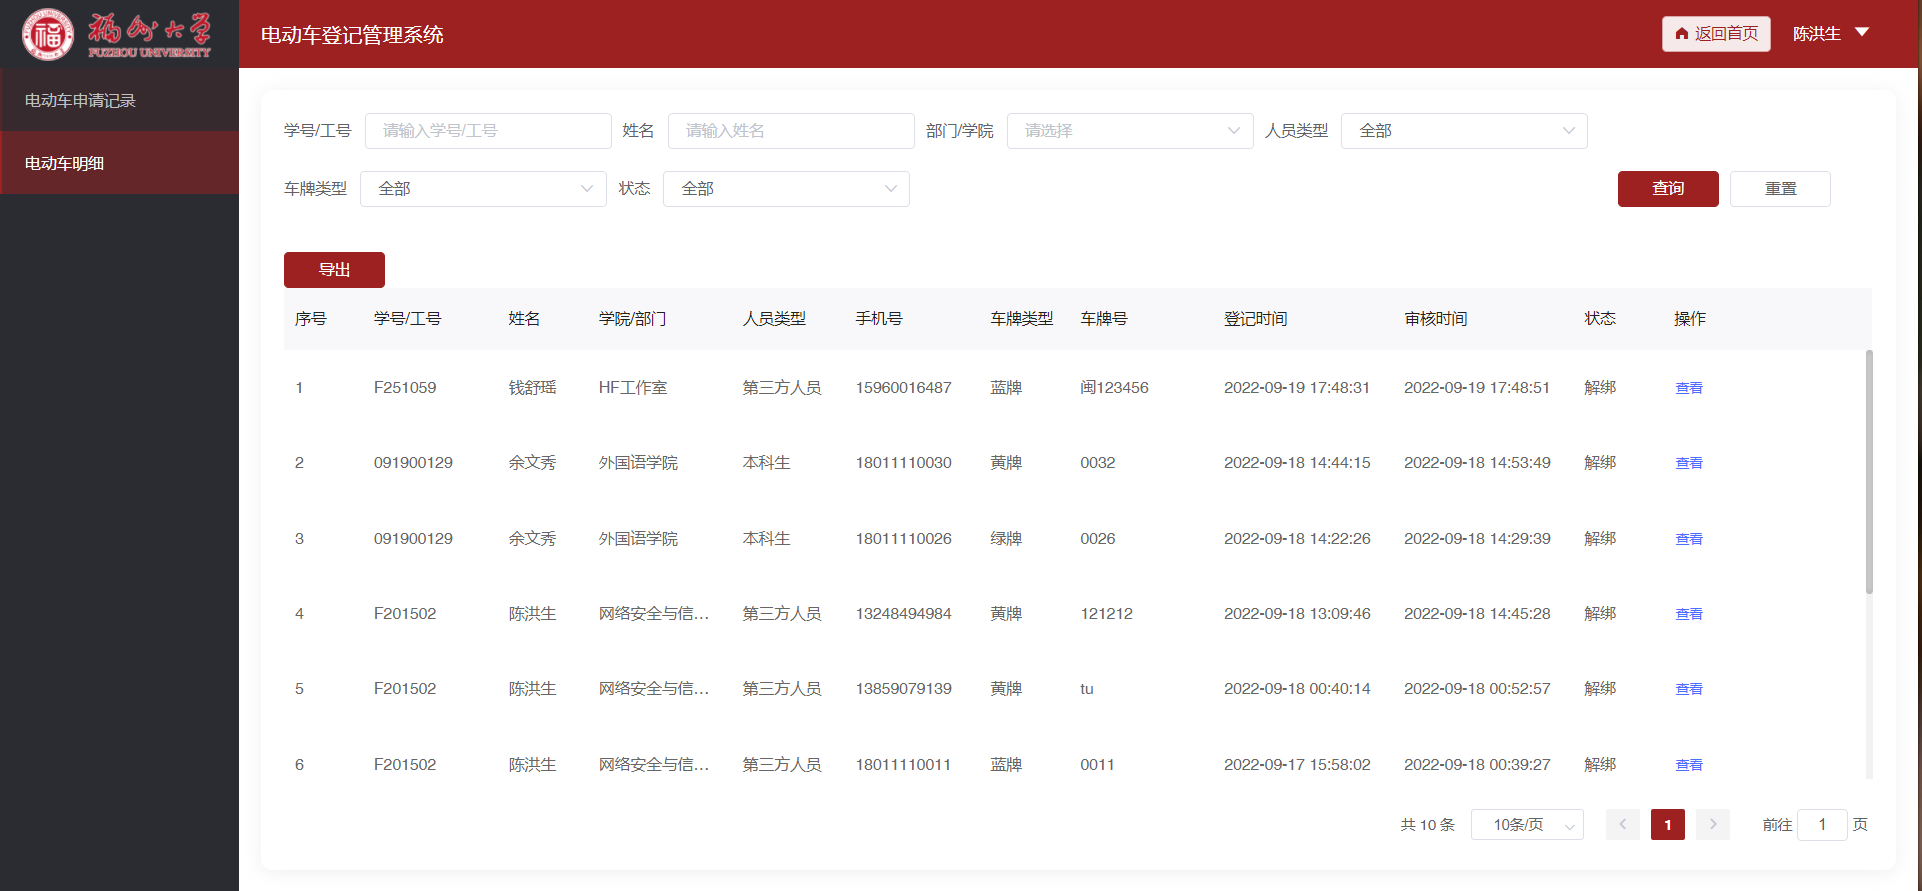 福州大学
FUZHOU UNIVERSITY
电动车登记管理系统
返回首页
陈洪生
电动车申请记录
电动车明细
学号/工号 请输入学号/工号 姓名 请输入姓名 部门/学院 请选择 人员类型 全部
车牌类型 全部 状态 全部 查询 重置
导出
序号 学号/工号 姓名 学院/部门 人员类型 手机号 车牌类型 车牌号 登记时间 审核时间 状态 操作
1 F251059 钱舒瑶 HF工作室 第三方人员 15960016487 蓝牌 闽123456 2022-09-19 17:48:31 2022-09-19 17:48:51 解绑 查看
2 091900129 余文秀 外国语学院 本科生 18011110030 黄牌 0032 2022-09-18 14:44:15 2022-09-18 14:53:49 解绑 查看
3 091900129 余文秀 外国语学院 本科生 18011110026 绿牌 0026 2022-09-18 14:22:26 2022-09-18 14:29:39 解绑 查看
4 F201502 陈洪生 网络安全与信… 第三方人员 13248494984 黄牌 121212 2022-09-18 13:09:46 2022-09-18 14:45:28 解绑 查看
5 F201502 陈洪生 网络安全与信… 第三方人员 13859079139 黄牌 tu 2022-09-18 00:40:14 2022-09-18 00:52:57 解绑 查看
6 F201502 陈洪生 网络安全与信… 第三方人员 18011110011 蓝牌 0011 2022-09-17 15:58:02 2022-09-18 00:39:27 解绑 查看
共 10 条 10条/页 1 前往 1 页